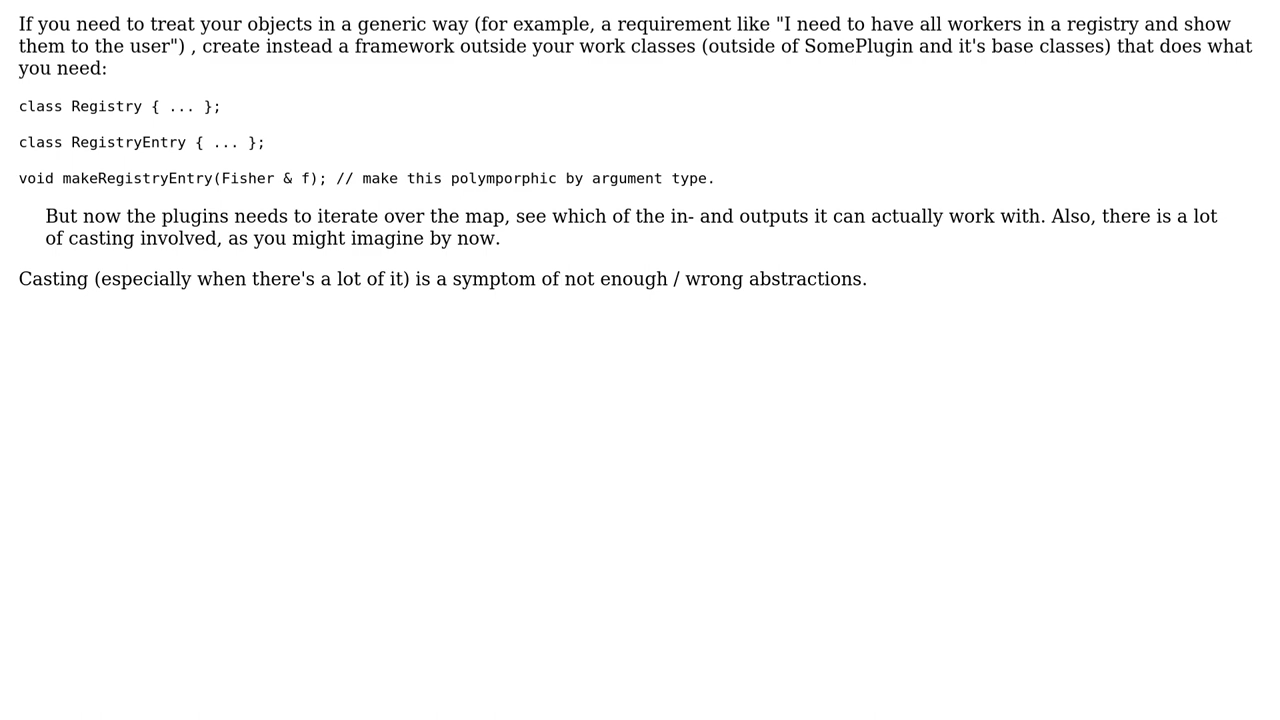 If you need to treat your objects in a generic way (for example, a requirement like "I need to have all workers in a registry and show
them to the user") , create instead a framework outside your work classes (outside of SomePlugin and it's base classes) that does what
you need:
class Registry { ... };
class RegistryEntry { ... };
void makeRegistryEntry(Fisher & f); // make this polymporphic by argument type.
But now the plugins needs to iterate over the map, see which of the in- and outputs it can actually work with. Also, there is a lot
of casting involved, as you might imagine by now.
Casting (especially when there's a lot of it) is a symptom of not enough / wrong abstractions.